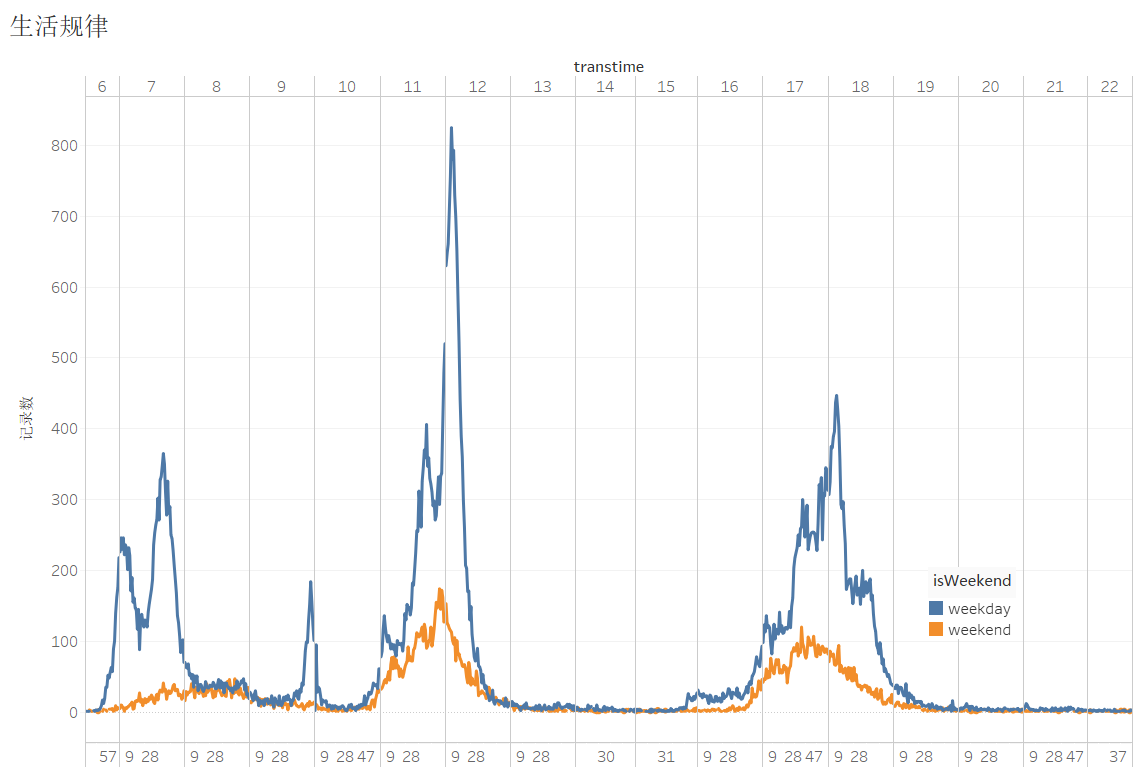 生活规律
transtime
6 7 8 9 10 11 12 13 14 15 16 17 18 19 20 21 22
800
700
600
500
400
300
200
100
0
记录数
isWeekend
weekday
weekend
57 9 28 9 28 9 28 9 28 47 9 28 9 28 9 28 30 31 9 28 9 28 47 9 28 9 28 9 28 9 28 47 37